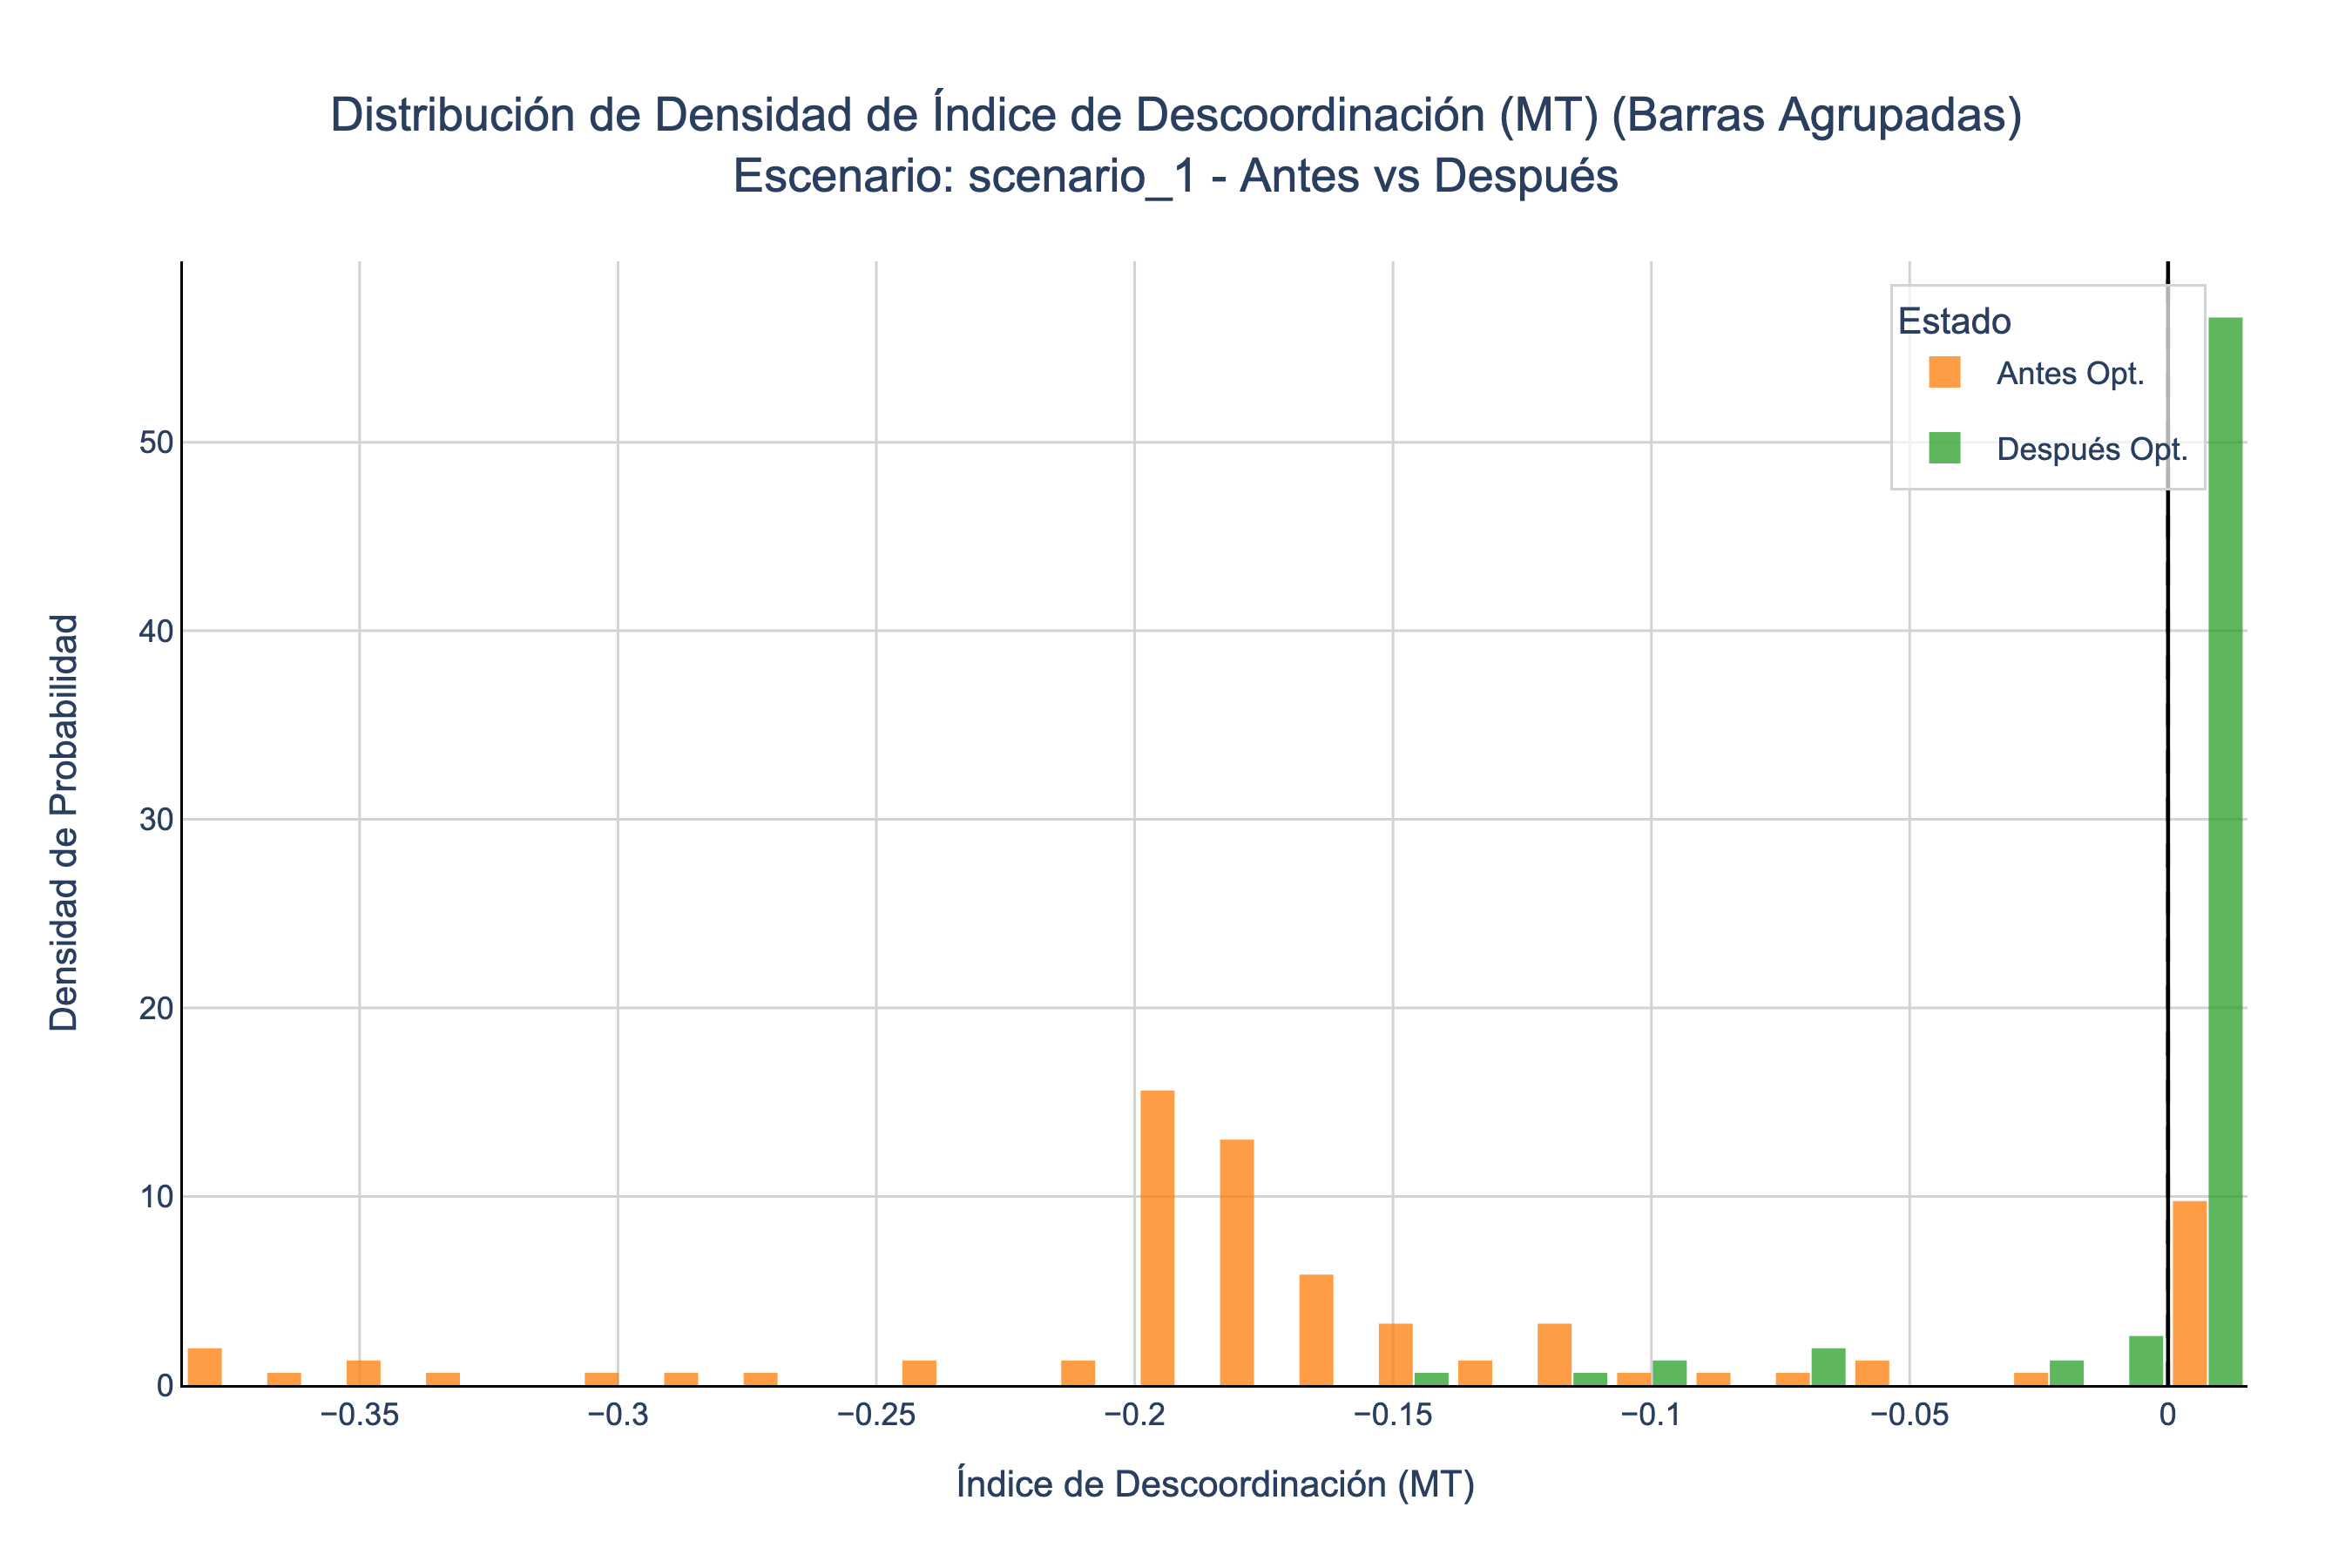 Distribución de Densidad de Índice de Descoordinación (MT) (Barras Agrupadas)
Escenario: scenario_1 - Antes vs Después
Estado
Antes Opt.
Después Opt.
Densidad de Probabilidad
50
40
30
20
10
0
−0.35 −0.3 −0.25 −0.2 −0.15 −0.1 −0.05 0
Índice de Descoordinación (MT)